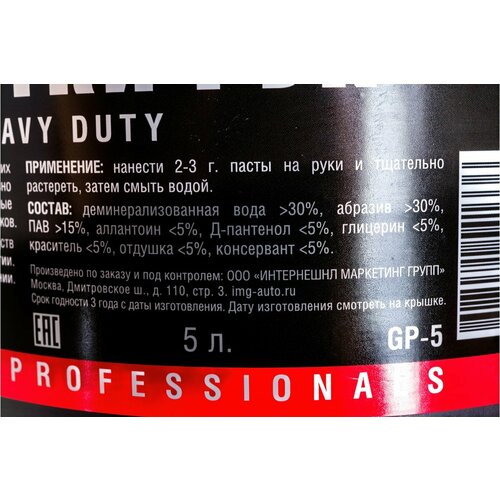 AVY DUTY
ПРИМЕНЕНИЕ: нанести 2-3 г. пасты на руки и тщательно
растереть, затем смыть водой.
СОСТАВ: деминерализованная вода >30%, абразив >30%,
ПАВ >15%, аллантоин <5%, Д-пантенол <5%, глицерин <5%,
краситель <5%, отдушка <5%, консервант <5%.
Произведено по заказу и под контролем: ООО «ИНТЕРНЕШНЛ МАРКЕТИНГ ГРУПП»
Москва, Дмитровское ш., д. 110, стр. 3. img-auto.ru
Срок годности 3 года с даты изготовления. Дату изготовления смотреть на крышке.
EAC
5 л.
GP-5
PROFESSIONALS